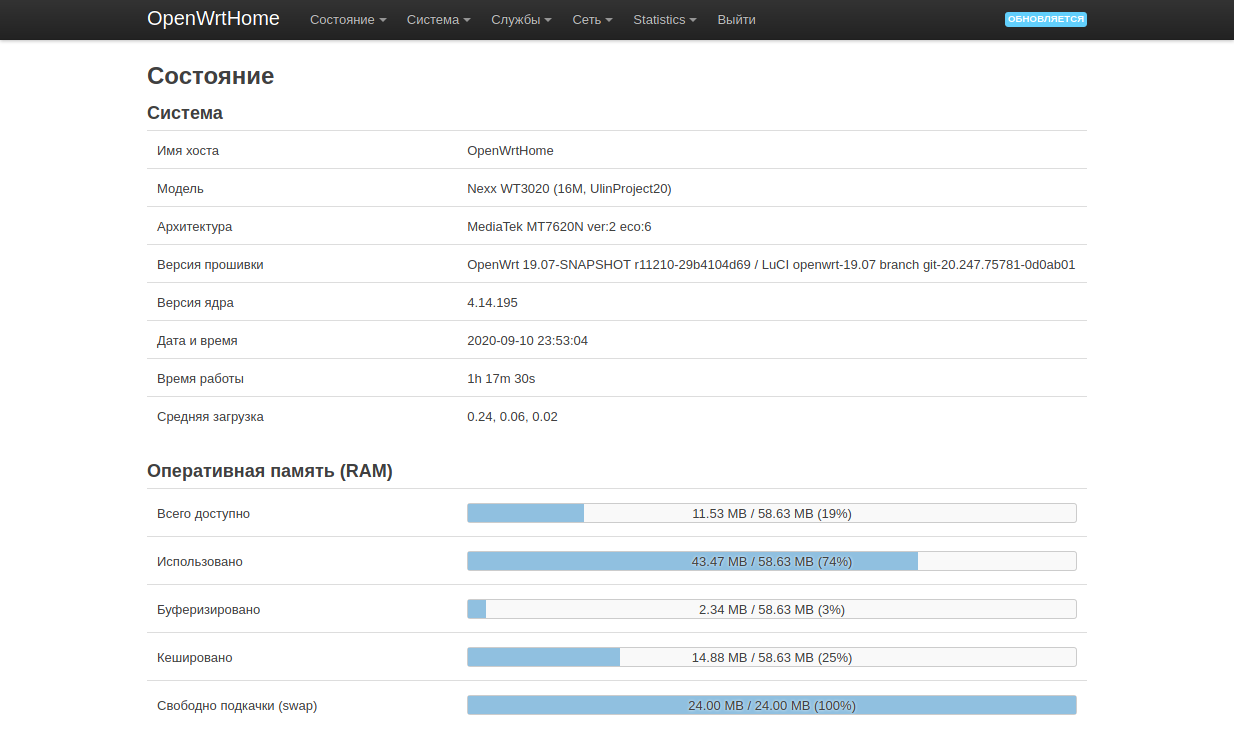 OpenWrtHome Состояние Система Службы Сеть Statistics Выйти ОБНОВЛЯЕТСЯ
Состояние
Система
Имя хоста OpenWrtHome
Модель Nexx WT3020 (16M, UlinProject20)
Архитектура MediaTek MT7620N ver:2 eco:6
Версия прошивки OpenWrt 19.07-SNAPSHOT r11210-29b4104d69 / LuCI openwrt-19.07 branch git-20.247.75781-0d0ab01
Версия ядра 4.14.195
Дата и время 2020-09-10 23:53:04
Время работы 1h 17m 30s
Средняя загрузка 0.24, 0.06, 0.02
Оперативная память (RAM)
Всего доступно 11.53 MB / 58.63 MB (19%)
Использовано 43.47 MB / 58.63 MB (74%)
Буферизировано 2.34 MB / 58.63 MB (3%)
Кешировано 14.88 MB / 58.63 MB (25%)
Свободно подкачки (swap) 24.00 MB / 24.00 MB (100%)